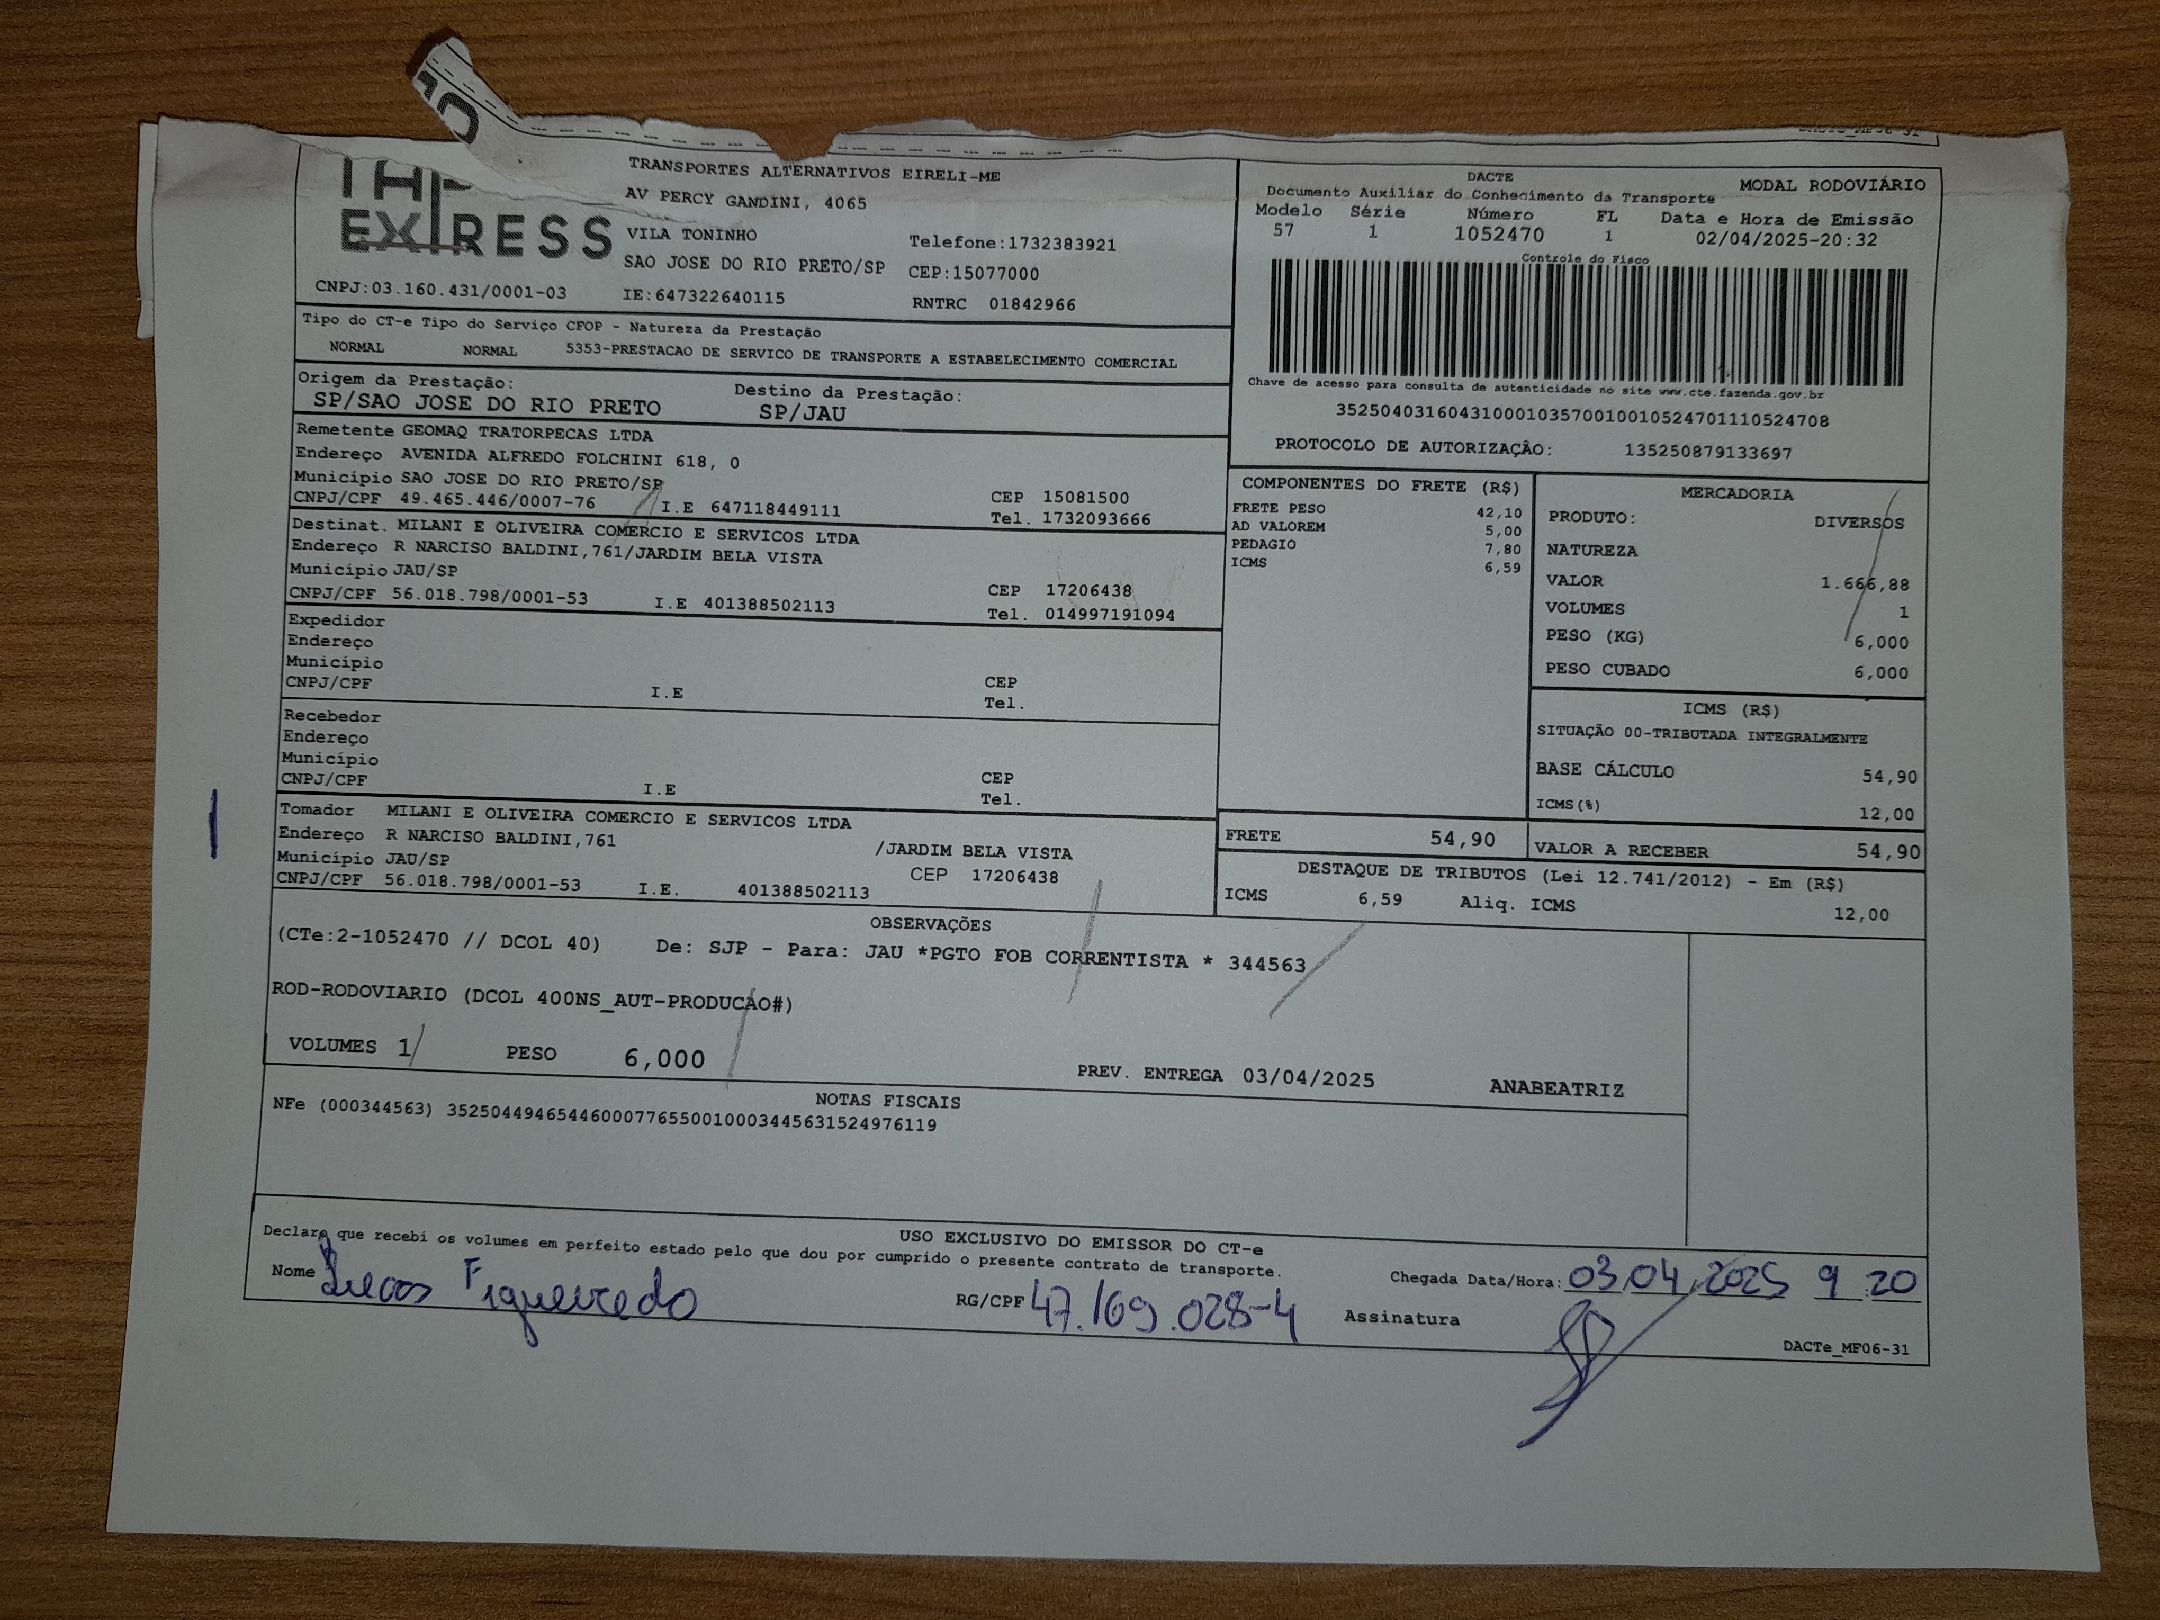 EXPRESS
TRANSPORTES ALTERNATIVOS EIRELI-ME
AV PERCY GANDINI, 4065
VILA TONINHO Telefone:1732383921
SAO JOSE DO RIO PRETO/SP CEP:15077000
CNPJ:03.160.431/0001-03 IE:647322640115 RNTRC 01842966
DACTE MODAL RODOVIÁRIO
Documento Auxiliar do Conhecimento da Transporte
Modelo Série Número FL Data e Hora de Emissão
57 1 1052470 1 02/04/2025-20:32
Controle do Fisco
Chave de acesso para consulta de autenticidade no site www.cte.fazenda.gov.br
35250403160431000103570010010524701110524708
PROTOCOLO DE AUTORIZAÇÂO: 135250879133697
Tipo do CT-e Tipo do Serviço CFOP - Natureza da Prestação
NORMAL NORMAL 5353-PRESTACAO DE SERVICO DE TRANSPORTE A ESTABELECIMENTO COMERCIAL
Origem da Prestação: Destino da Prestação:
SP/SAO JOSE DO RIO PRETO SP/JAU
Remetente GEOMAQ TRATORPECAS LTDA
Endereço AVENIDA ALFREDO FOLCHINI 618, 0
Município SAO JOSE DO RIO PRETO/SP CEP 15081500
CNPJ/CPF 49.465.446/0007-76 I.E 647118449111 Tel. 1732093666
Destinat. MILANI E OLIVEIRA COMERCIO E SERVICOS LTDA
Endereço R NARCISO BALDINI,761/JARDIM BELA VISTA
Município JAU/SP CEP 17206438
CNPJ/CPF 56.018.798/0001-53 I.E 401388502113 Tel. 014997191094
Expedidor
Endereço
Município CEP
CNPJ/CPF I.E Tel.
Recebedor
Endereço
Município CEP
CNPJ/CPF I.E Tel.
Tomador MILANI E OLIVEIRA COMERCIO E SERVICOS LTDA
Endereço R NARCISO BALDINI,761 /JARDIM BELA VISTA
Município JAU/SP CEP 17206438
CNPJ/CPF 56.018.798/0001-53 I.E. 401388502113
COMPONENTES DO FRETE (R$)
FRETE PESO 42,10
AD VALOREM 5,00
PEDAGIO 7,80
ICMS 6,59
MERCADORIA
PRODUTO: DIVERSOS
NATUREZA
VALOR 1.666,88
VOLUMES 1
PESO (KG) 6,000
PESO CUBADO 6,000
ICMS (R$)
SITUAÇÃO 00-TRIBUTADA INTEGRALMENTE
BASE CÁLCULO 54,90
ICMS(%) 12,00
FRETE 54,90 VALOR A RECEBER 54,90
DESTAQUE DE TRIBUTOS (Lei 12.741/2012) - Em (R$)
ICMS 6,59 Aliq. ICMS 12,00
OBSERVAÇÕES
(CTe:2-1052470 // DCOL 40) De: SJP - Para: JAU *PGTO FOB CORRENTISTA * 344563
ROD-RODOVIARIO (DCOL 400NS_AUT-PRODUCAO#)
VOLUMES 1 PESO 6,000 PREV. ENTREGA 03/04/2025 ANABEATRIZ
NOTAS FISCAIS
NFe (000344563) 35250449465446000776550010003445631524976119
USO EXCLUSIVO DO EMISSOR DO CT-e
Declaro que recebi os volumes em perfeito estado pelo que dou por cumprido o presente contrato de transporte.
Nome Lucas Figueiredo RG/CPF 47.169.028-4 Chegada Data/Hora: 03.04.2025 9 20
Assinatura
DACTe_MF06-31